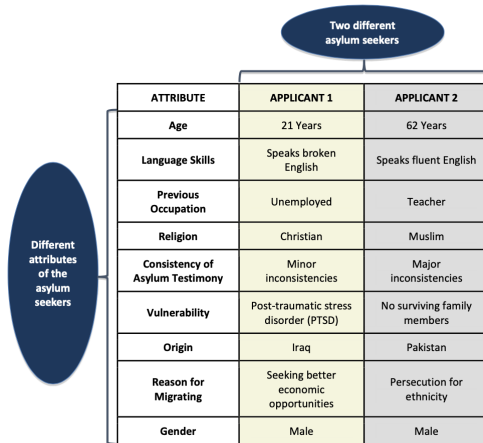 Two different
asylum seekers
ATTRIBUTE APPLICANT 1 APPLICANT 2
Age 21 Years 62 Years
Language Skills Speaks broken English Speaks fluent English
Previous Occupation Unemployed Teacher
Religion Christian Muslim
Consistency of Asylum Testimony Minor inconsistencies Major inconsistencies
Vulnerability Post-traumatic stress disorder (PTSD) No surviving family members
Origin Iraq Pakistan
Reason for Migrating Seeking better economic opportunities Persecution for ethnicity
Gender Male Male
Different
attributes
of the
asylum
seekers